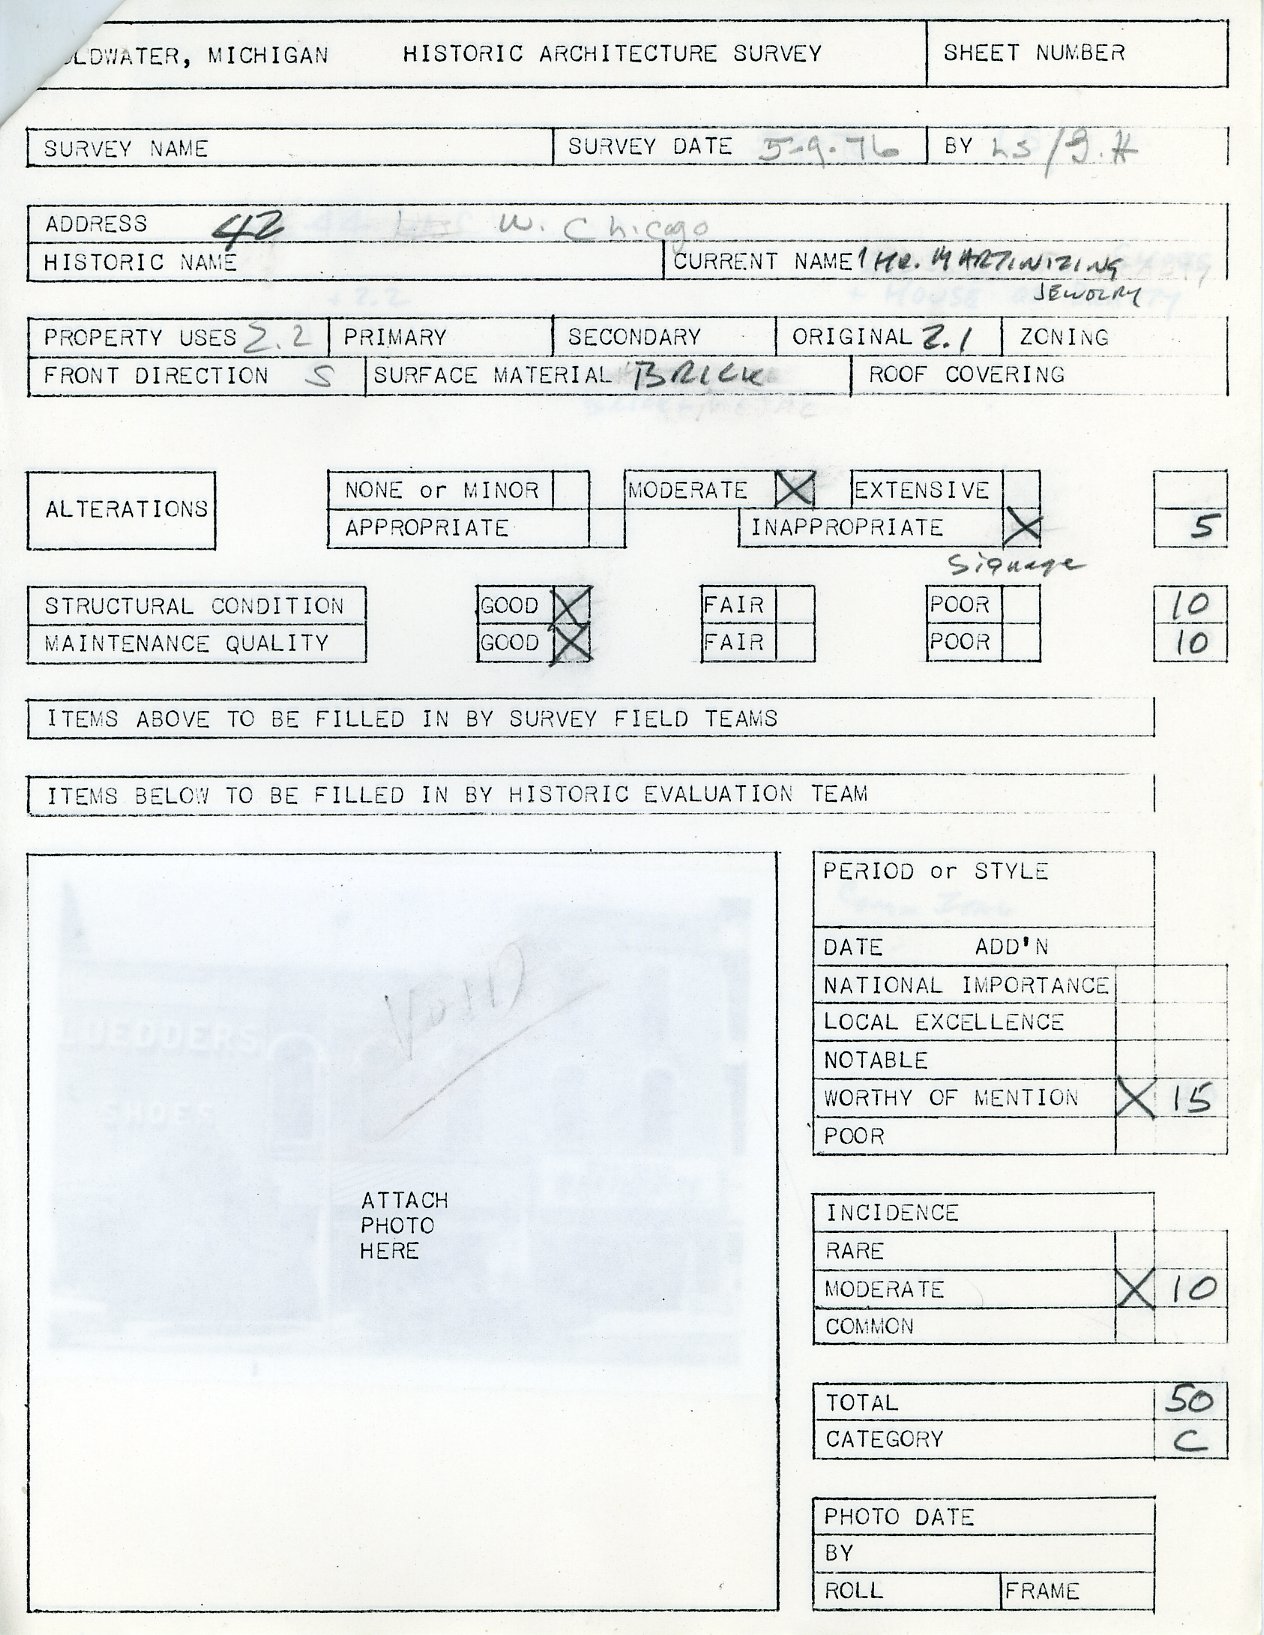 LDWATER, MICHIGAN HISTORIC ARCHITECTURE SURVEY SHEET NUMBER
SURVEY NAME SURVEY DATE 5-9-76 BY LS/G.H
ADDRESS 42 W. Chicago
HISTORIC NAME CURRENT NAME 1 HR. MARTINIZING
JEWOLRY
PROPERTY USES 2.2 PRIMARY SECONDARY ORIGINAL 2.1 ZONING
FRONT DIRECTION S SURFACE MATERIAL BRICK ROOF COVERING
ALTERATIONS NONE or MINOR MODERATE X EXTENSIVE
APPROPRIATE INAPPROPRIATE X 5
Signage
STRUCTURAL CONDITION GOOD X FAIR POOR 10
MAINTENANCE QUALITY GOOD X FAIR POOR 10
ITEMS ABOVE TO BE FILLED IN BY SURVEY FIELD TEAMS
ITEMS BELOW TO BE FILLED IN BY HISTORIC EVALUATION TEAM
ATTACH
PHOTO
HERE
PERIOD or STYLE
DATE ADD'N
NATIONAL IMPORTANCE
LOCAL EXCELLENCE
NOTABLE
WORTHY OF MENTION X 15
POOR
INCIDENCE
RARE
MODERATE X 10
COMMON
TOTAL 50
CATEGORY C
PHOTO DATE
BY
ROLL FRAME